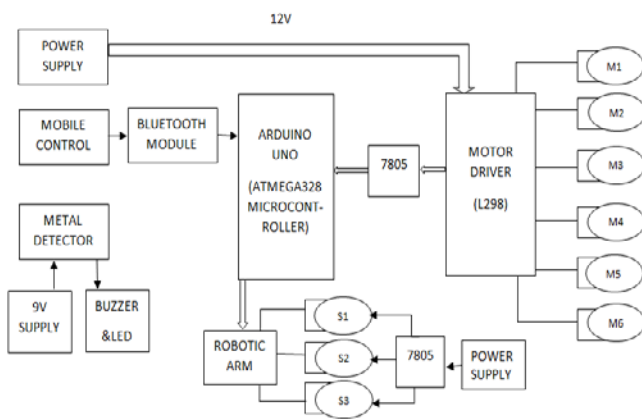 12V
POWER
SUPPLY
MOBILE
CONTROL
BLUETOOTH
MODULE
ARDUINO
UNO
(ATMEGA328
MICROCONT-
ROLLER)
7805
MOTOR
DRIVER
(L298)
M1
M2
M3
M4
M5
M6
METAL
DETECTOR
9V
SUPPLY
BUZZER
&LED
ROBOTIC
ARM
S1
S2
S3
7805
POWER
SUPPLY